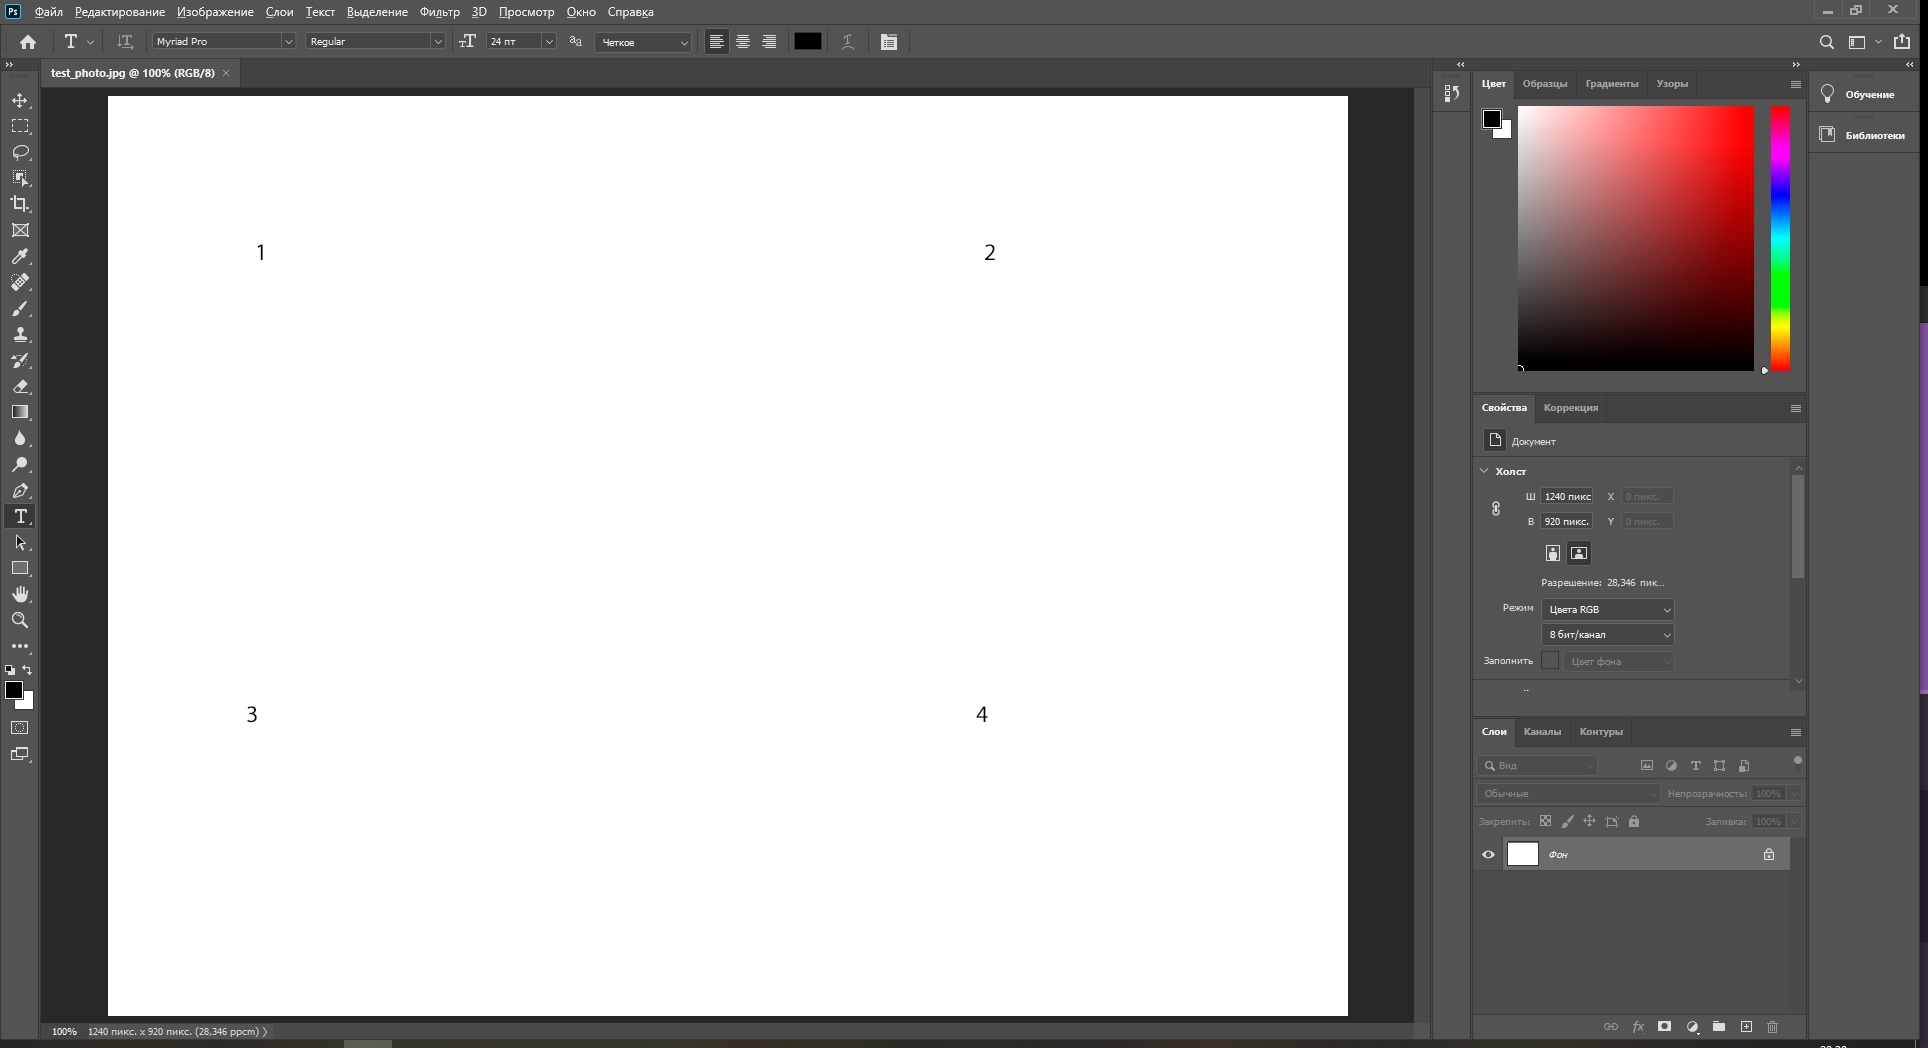 Ps Файл Редактирование Изображение Слои Текст Выделение Фильтр 3D Просмотр Окно Справка
Myriad Pro Regular 24 пт Четкое
test_photo.jpg @ 100% (RGB/8)
1 2
3 4
100% 1240 пикс. x 920 пикс. (28,346 ppcm)
Цвет Образцы Градиенты Узоры
Свойства Коррекция
Документ
Холст
Ш 1240 пикс X 0 пикс.
В 920 пикс. Y 0 пикс.
Разрешение: 28,346 пик...
Режим Цвета RGB
8 бит/канал
Заполнить Цвет фона
Слои Каналы Контуры
Вид
Обычные Непрозрачность: 100%
Закрепить: Заливка: 100%
Фон
fx
Обучение
Библиотеки